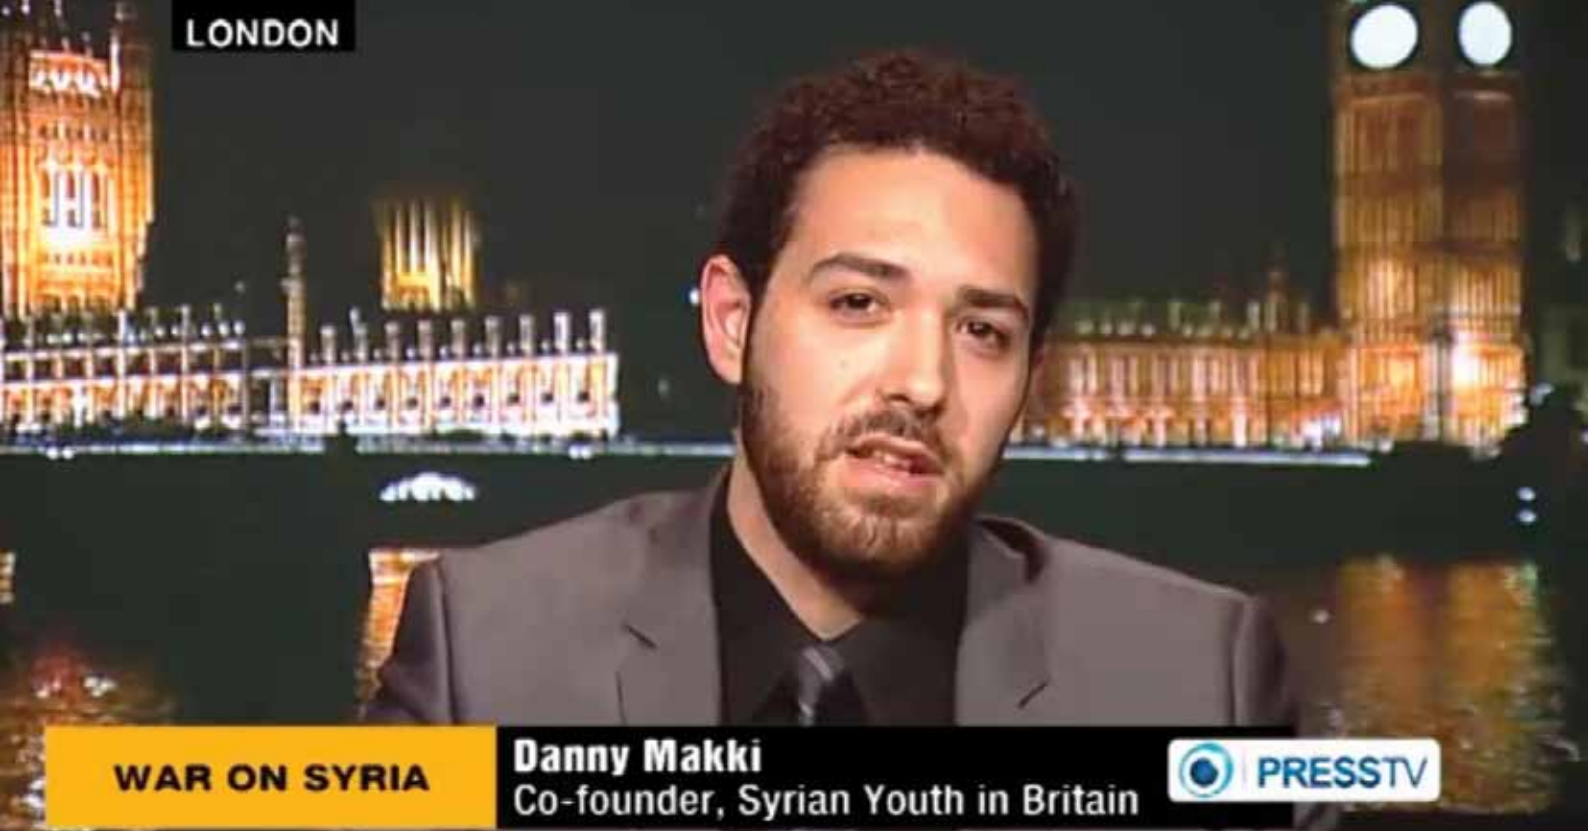 LONDON
WAR ON SYRIA
Danny Makki
Co-founder, Syrian Youth in Britain
PRESSTV